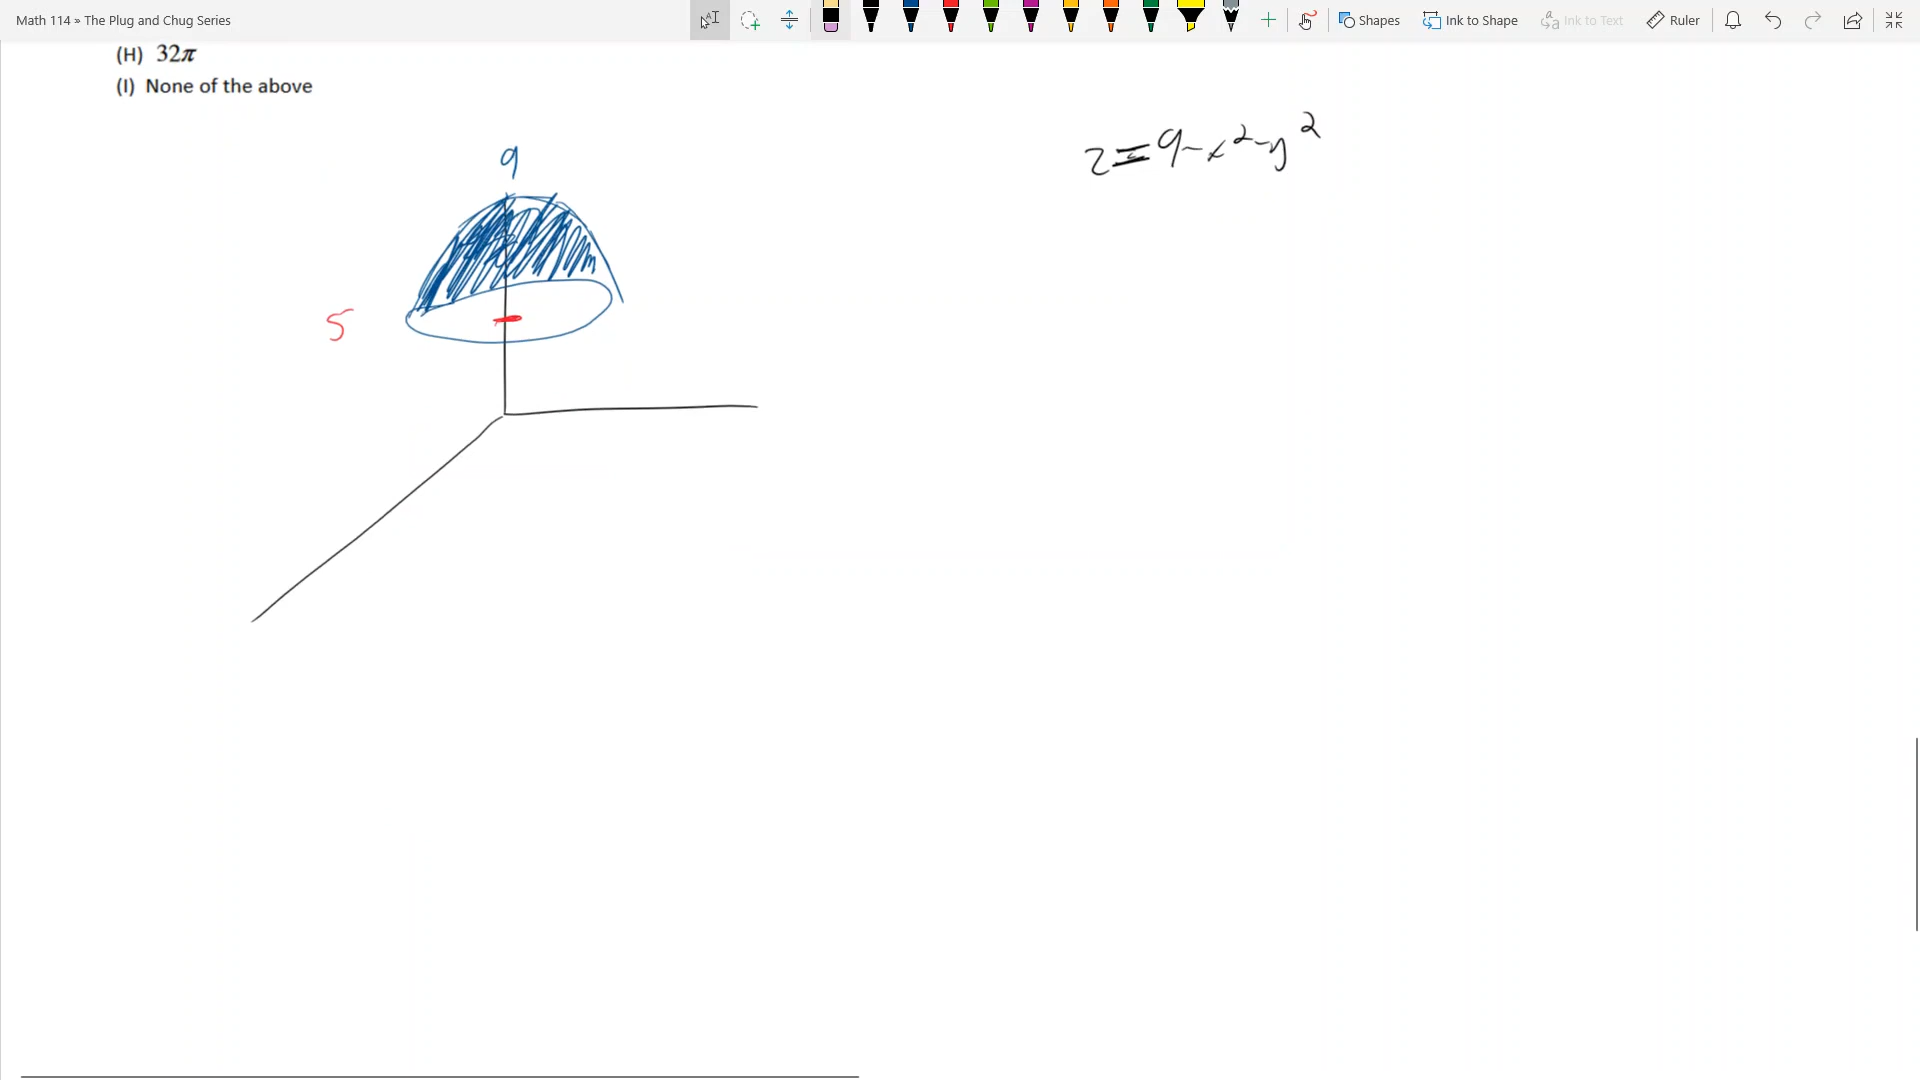 Math 114 » The Plug and Chug Series
Shapes
Ink to Shape
Ink to Text
Ruler
(H) 32π
(I) None of the above
z=9-x²-y²
9
5